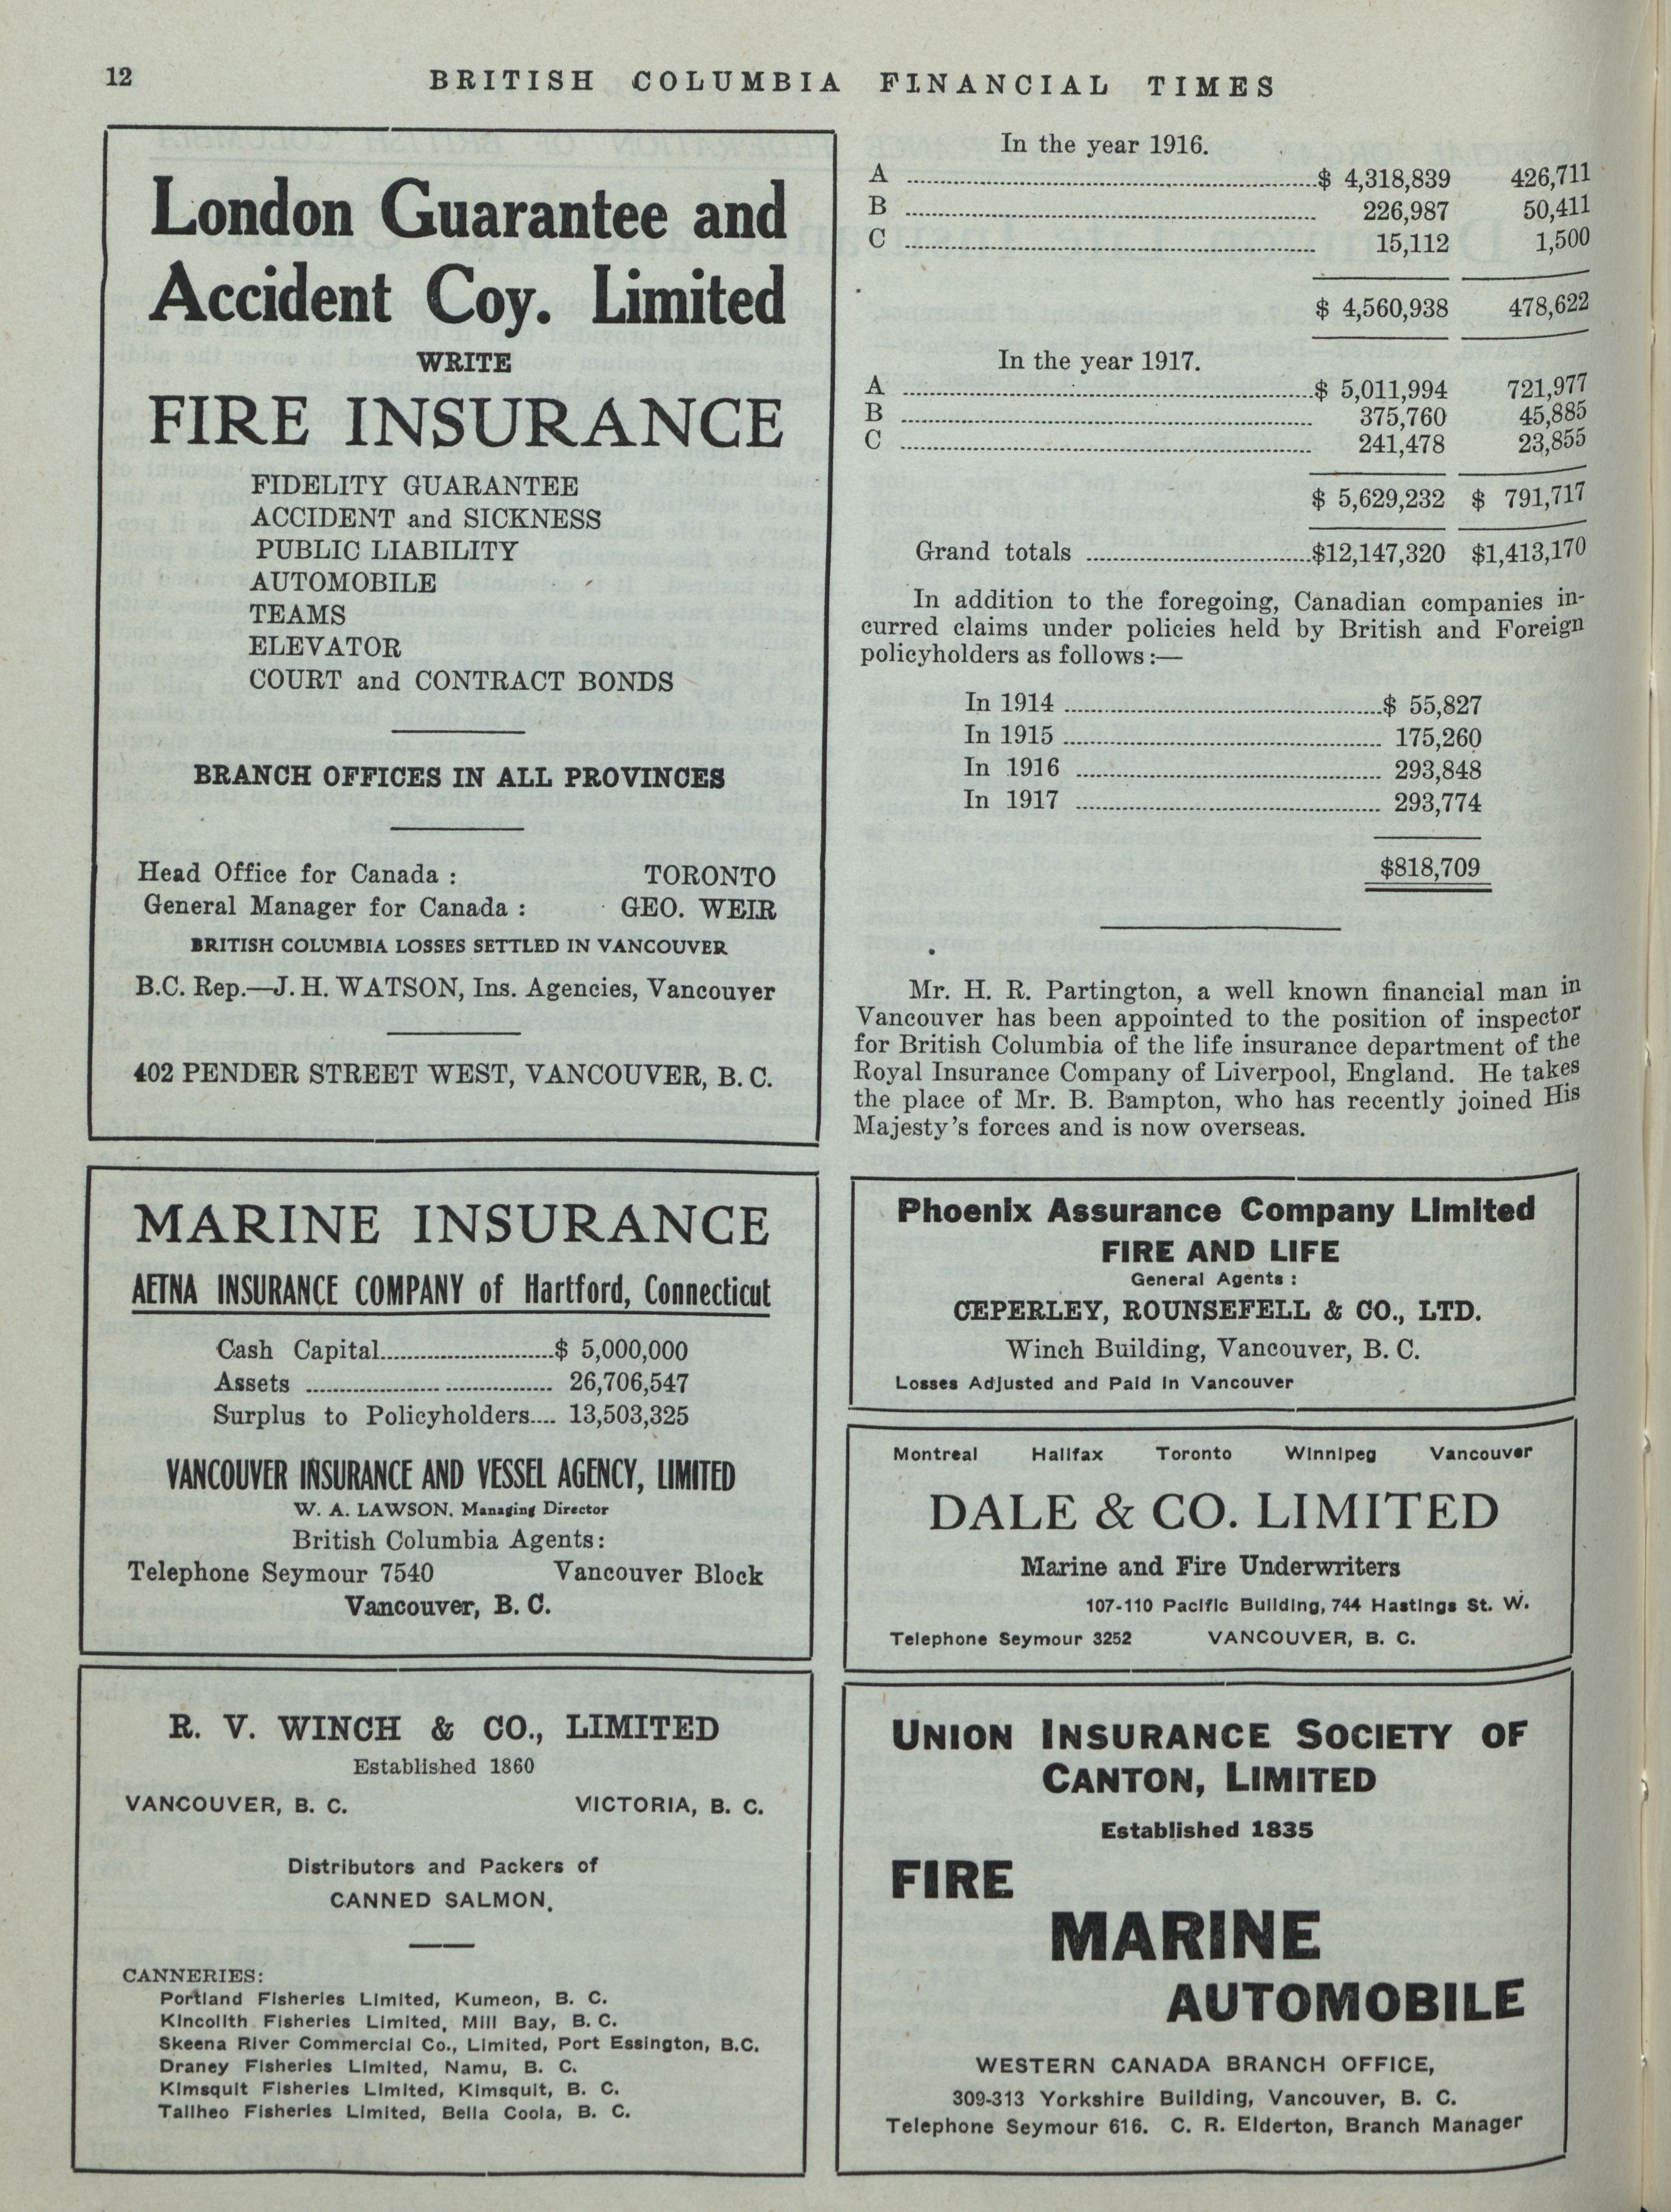 12
BRITISH COLUMBIA FINANCIAL TIMES
London Guarantee and
Accident Coy. Limited
WRITE
FIRE INSURANCE
FIDELITY GUARANTEE
ACCIDENT and SICKNESS
PUBLIC LIABILITY
AUTOMOBILE
TEAMS
ELEVATOR
COURT and CONTRACT BONDS
BRANCH OFFICES IN ALL PROVINCES
Head Office for Canada : TORONTO
General Manager for Canada : GEO. WEIR
BRITISH COLUMBIA LOSSES SETTLED IN VANCOUVER
B.C. Rep.—J. H. WATSON, Ins. Agencies, Vancouver
402 PENDER STREET WEST, VANCOUVER, B. C.
MARINE INSURANCE
AETNA INSURANCE COMPANY of Hartford, Connecticut
Cash Capital..........................$ 5,000,000
Assets .................... ................ 26,706,547
Surplus to Policyholders.... 13,503,325
VANCOUVER INSURANCE AND VESSEL AGENCY, LIMITED
W. A. LAWSON, Managing Director
British Columbia Agents:
Telephone Seymour 7540 Vancouver Block
Vancouver, B. C.
R. V. WINCH & CO., LIMITED
Established 1860
VANCOUVER, B. C. VICTORIA, B. C.
Distributors and Packers of
CANNED SALMON.
CANNERIES:
Portland Fisheries Limited, Kumeon, B. C.
Kincolith Fisheries Limited, Mill Bay, B. C.
Skeena River Commercial Co., Limited, Port Essington, B.C.
Draney Fisheries Limited, Namu, B. C.
Kimsquit Fisheries Limited, Kimsquit, B. C.
Tallheo Fisheries Limited, Bella Coola, B. C.
In the year 1916.
A ..............................$ 4,318,839 426,711
B .............................. 226,987 50,411
C .............................. 15,112 1,500
$ 4,560,938 478,622
In the year 1917.
A ..............................$ 5,011,994 721,977
B .............................. 375,760 45,885
C .............................. 241,478 23,855
$ 5,629,232 $ 791,717
Grand totals ..............................$12,147,320 $1,413,170
In addition to the foregoing, Canadian companies in-
curred claims under policies held by British and Foreign
policyholders as follows:—
In 1914 ..............................$ 55,827
In 1915 .............................. 175,260
In 1916 .............................. 293,848
In 1917 .............................. 293,774
$818,709
Mr. H. R. Partington, a well known financial man in
Vancouver has been appointed to the position of inspector
for British Columbia of the life insurance department of the
Royal Insurance Company of Liverpool, England. He takes
the place of Mr. B. Bampton, who has recently joined His
Majesty's forces and is now overseas.
Phoenix Assurance Company Limited
FIRE AND LIFE
General Agents :
CEPERLEY, ROUNSEFELL & CO., LTD.
Winch Building, Vancouver, B. C.
Losses Adjusted and Paid in Vancouver
Montreal Halifax Toronto Winnipeg Vancouver
DALE & CO. LIMITED
Marine and Fire Underwriters
107-110 Pacific Building, 744 Hastings St. W.
Telephone Seymour 3252 VANCOUVER, B. C.
UNION INSURANCE SOCIETY OF
CANTON, LIMITED
Established 1835
FIRE
MARINE
AUTOMOBILE
WESTERN CANADA BRANCH OFFICE,
309-313 Yorkshire Building, Vancouver, B. C.
Telephone Seymour 616. C. R. Elderton, Branch Manager